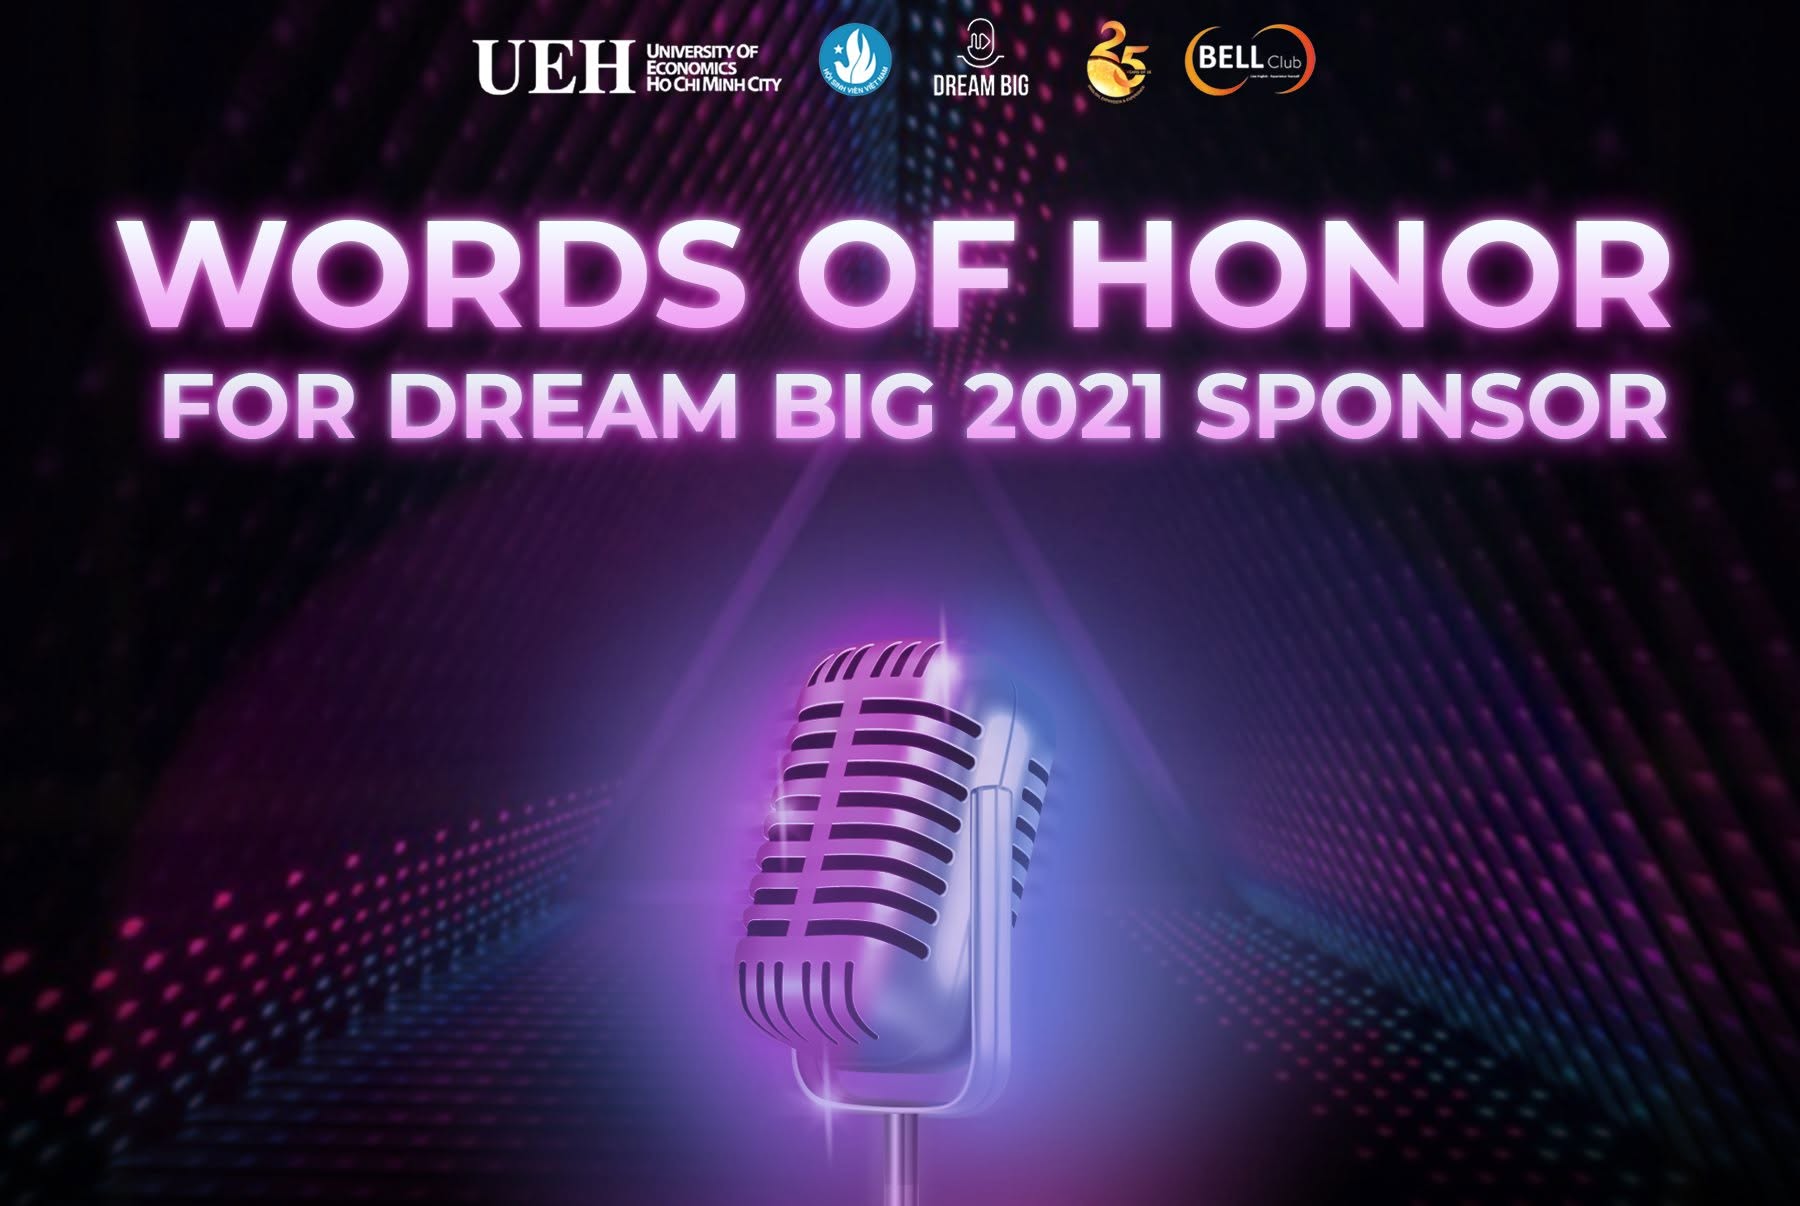 UEH
UNIVERSITY OF
ECONOMICS
HO CHI MINH CITY
HỘI SINH VIÊN VIỆT NAM
DREAM BIG
25
BELL Club
WORDS OF HONOR
FOR DREAM BIG 2021 SPONSOR